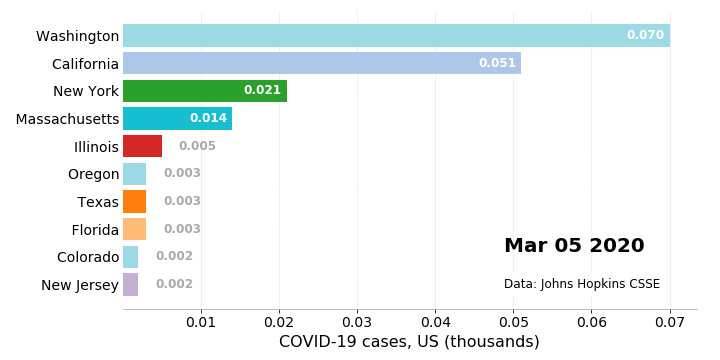 Washington 0.070
California 0.051
New York 0.021
Massachusetts 0.014
Illinois 0.005
Oregon 0.003
Texas 0.003
Florida 0.003
Colorado 0.002
New Jersey 0.002
Mar 05 2020
Data: Johns Hopkins CSSE
0.01 0.02 0.03 0.04 0.05 0.06 0.07
COVID-19 cases, US (thousands)